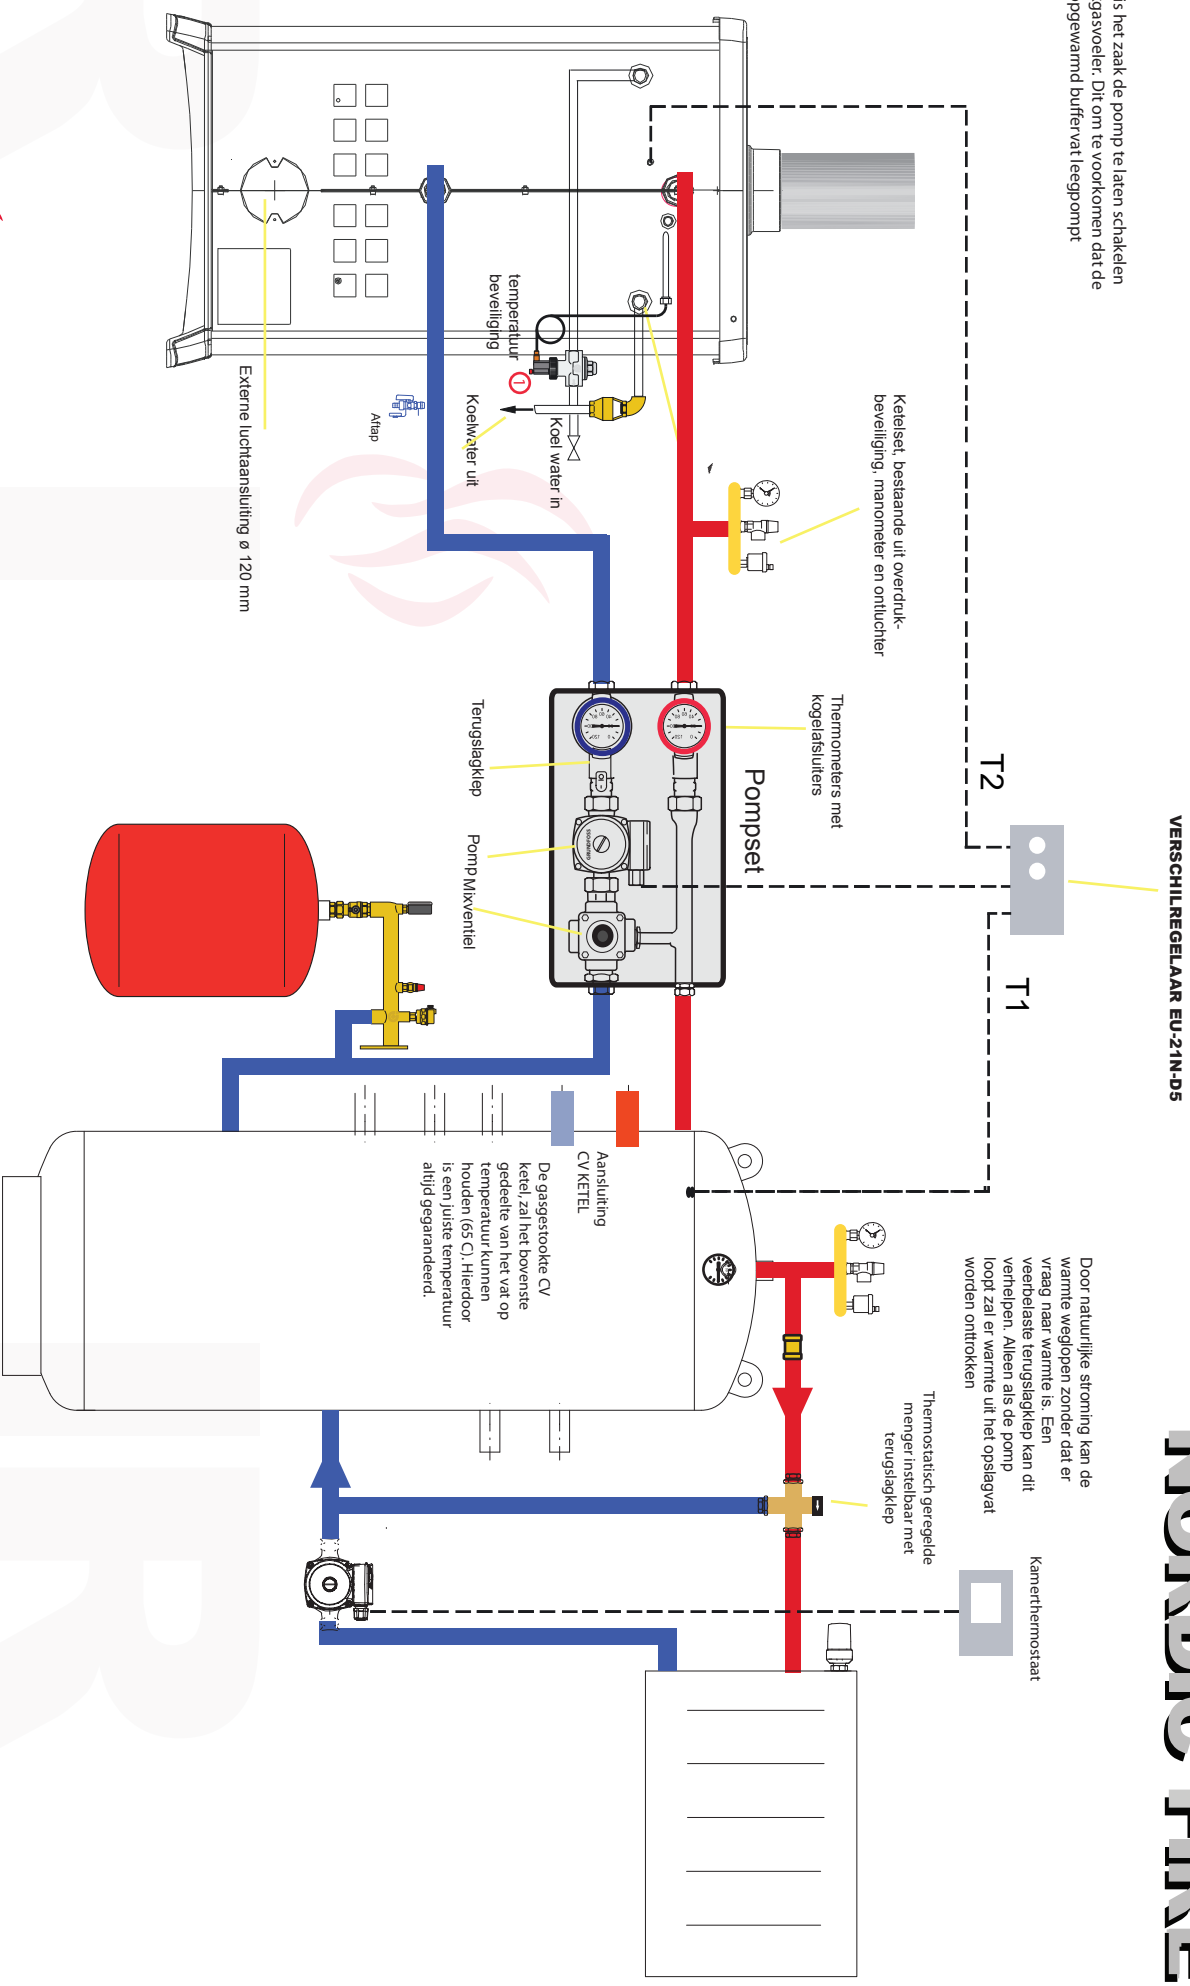 is het zaak de pomp te laten schakelen
gasvoeler. Dit om te voorkomen dat de
opgewarmd buffervat leegpompt
VERSCHILREGELAAR EU-21N-D5
NORDIC FIRE
T2
T1
Ketelset, bestaande uit overdruk-
beveiliging, manometer en ontluchter
Thermometers met
kogelafsluiters
Pompset
temperatuur
beveiliging
1
Koel water in
Koelwater uit
Aftap
Externe luchtaansluiting ø 120 mm
Terugslagklep
Pomp
Mixventiel
Aansluiting
CV KETEL
De gasgestookte CV
ketel, zal het bovenste
gedeelte van het vat op
temperatuur kunnen
houden (65 C). Hierdoor
is een juiste temperatuur
altijd gegarandeerd.
Door natuurlijke stroming kan de
warmte weglopen zonder dat er
vraag naar warmte is. Een
veerbelaste terugslagklep kan dit
verhelpen. Alleen als de pomp
loopt zal er warmte uit het opslagvat
worden onttrokken
Thermostatisch geregelde
menger instelbaar met
terugslagklep
Kamerthermostaat